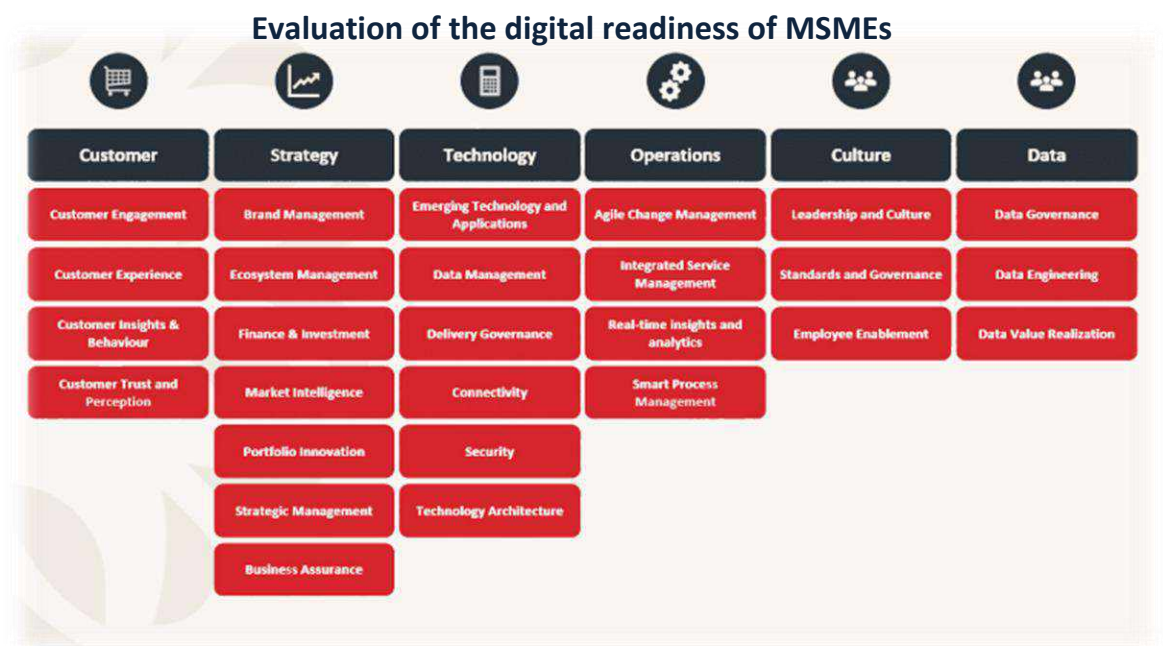 Evaluation of the digital readiness of MSMEs
Customer
Strategy
Technology
Operations
Culture
Data
Customer Engagement
Brand Management
Emerging Technology and
Applications
Agile Change Management
Leadership and Culture
Data Governance
Customer Experience
Ecosystem Management
Data Management
Integrated Service
Management
Standards and Governance
Data Engineering
Customer Insights &
Behaviour
Finance & Investment
Delivery Governance
Real-time insights and
analytics
Employee Enablement
Data Value Realization
Customer Trust and
Perception
Market Intelligence
Connectivity
Smart Process
Management
Portfolio Innovation
Security
Strategic Management
Technology Architecture
Business Assurance